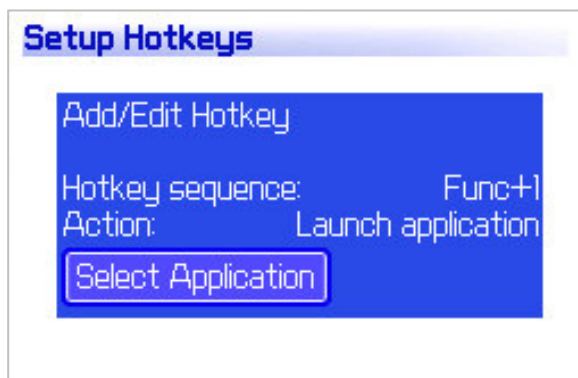 Setup Hotkeys
Add/Edit Hotkey
Hotkey sequence: Func+1
Action: Launch application
Select Application